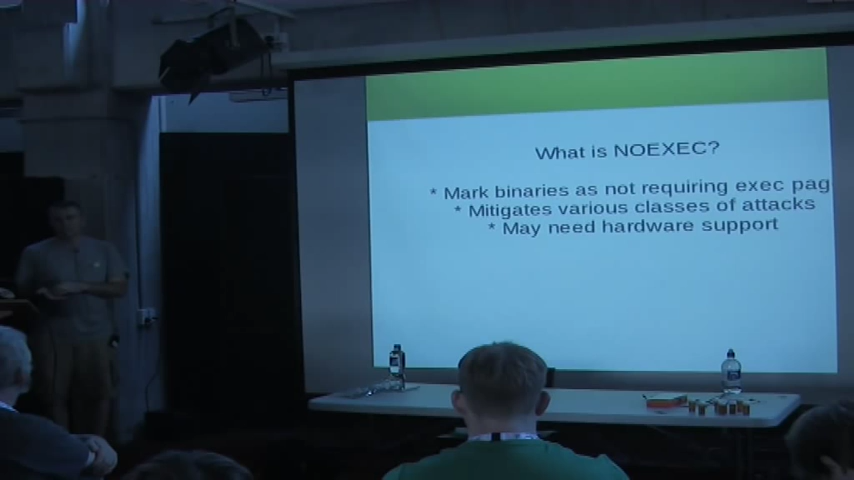 What is NOEXEC?
* Mark binaries as not requiring exec pag
* Mitigates various classes of attacks
* May need hardware support